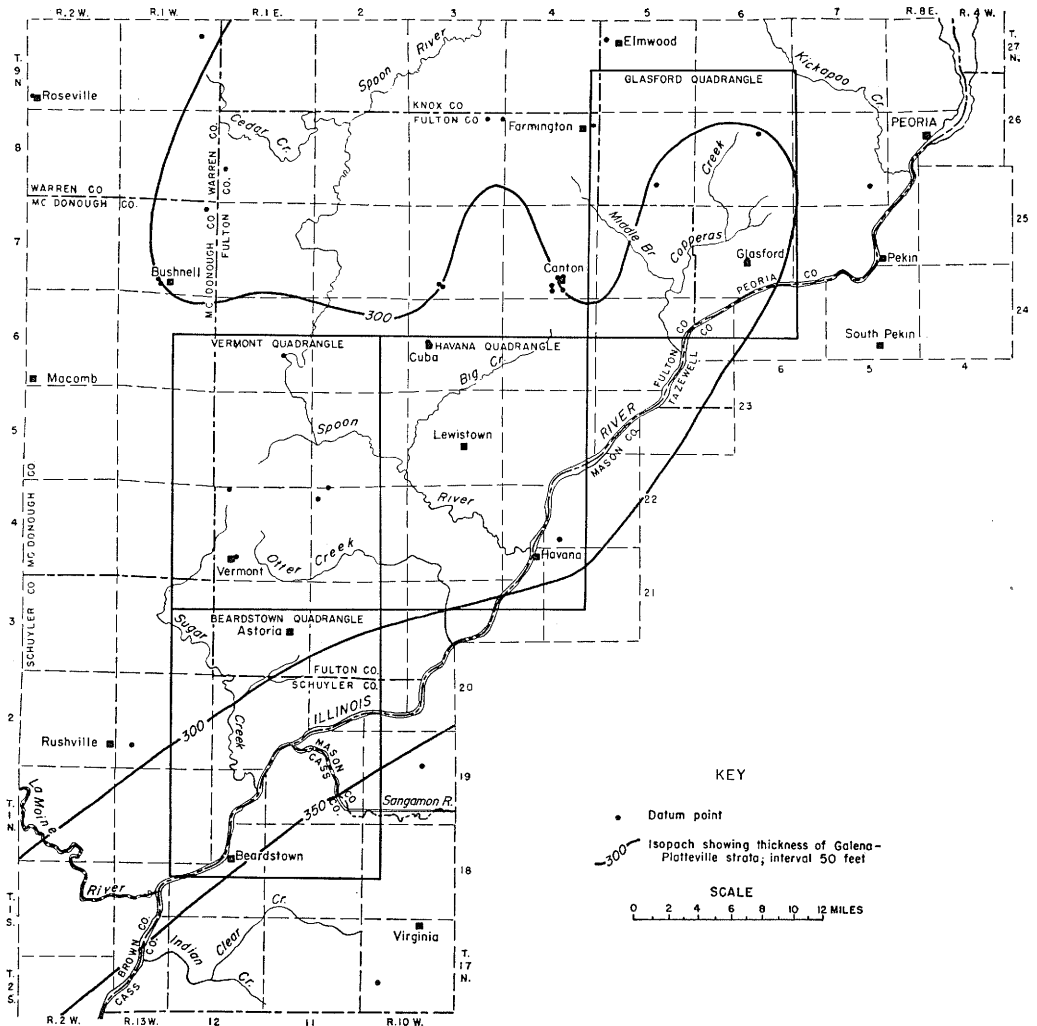 R. 2 W.
R. I W.
R. I E.
2
3
4
5
6
7
R. 8 E.
R. 4 W.
T. 9 N.
T. 27 N.
Spoon River
Elmwood
Kickapoo Cr.
GLASFORD QUADRANGLE
Roseville
Cedar Cr.
KNOX CO
FULTON CO
Farmington
PEORIA
26
8
WARREN CO.
FULTON CO.
Creek
WARREN CO
MC DONOUGH CO.
25
7
MC DONOUGH CO
FULTON
Middle Br
Copperas
Bushnell
Canton
Glasford
Pekin
PEORIA CO
300
24
6
VERMONT QUADRANGLE
HAVANA QUADRANGLE
Cuba
Big Cr.
FULTON CO
TAZEWELL CO
South Pekin
Macomb
6
5
4
23
5
Spoon
Lewistown
RIVER
MASON CO.
MC DONOUGH CO
River
22
4
Otter Creek
Vermont
Havana
21
SCHUYLER CO
3
BEARDSTOWN QUADRANGLE
Sugar
Astoria
FULTON CO.
SCHUYLER CO.
20
2
300
ILLINOIS
Creek
Rushville
MASON CO
CASS CO.
19
La Moine
T. I N.
350
Sangamon R.
Beardstown
18
River
T. I S.
Cr.
Clear
Virginia
BROWN CO.
CASS CO.
Indian
Cr.
T. 17 N.
T. 2 S.
R. 2 W.
R. 13 W.
12
11
R. 10 W.
KEY
Datum point
300
Isopach showing thickness of Galena-
Platteville strata; interval 50 feet
SCALE
0 2 4 6 8 10 12 MILES